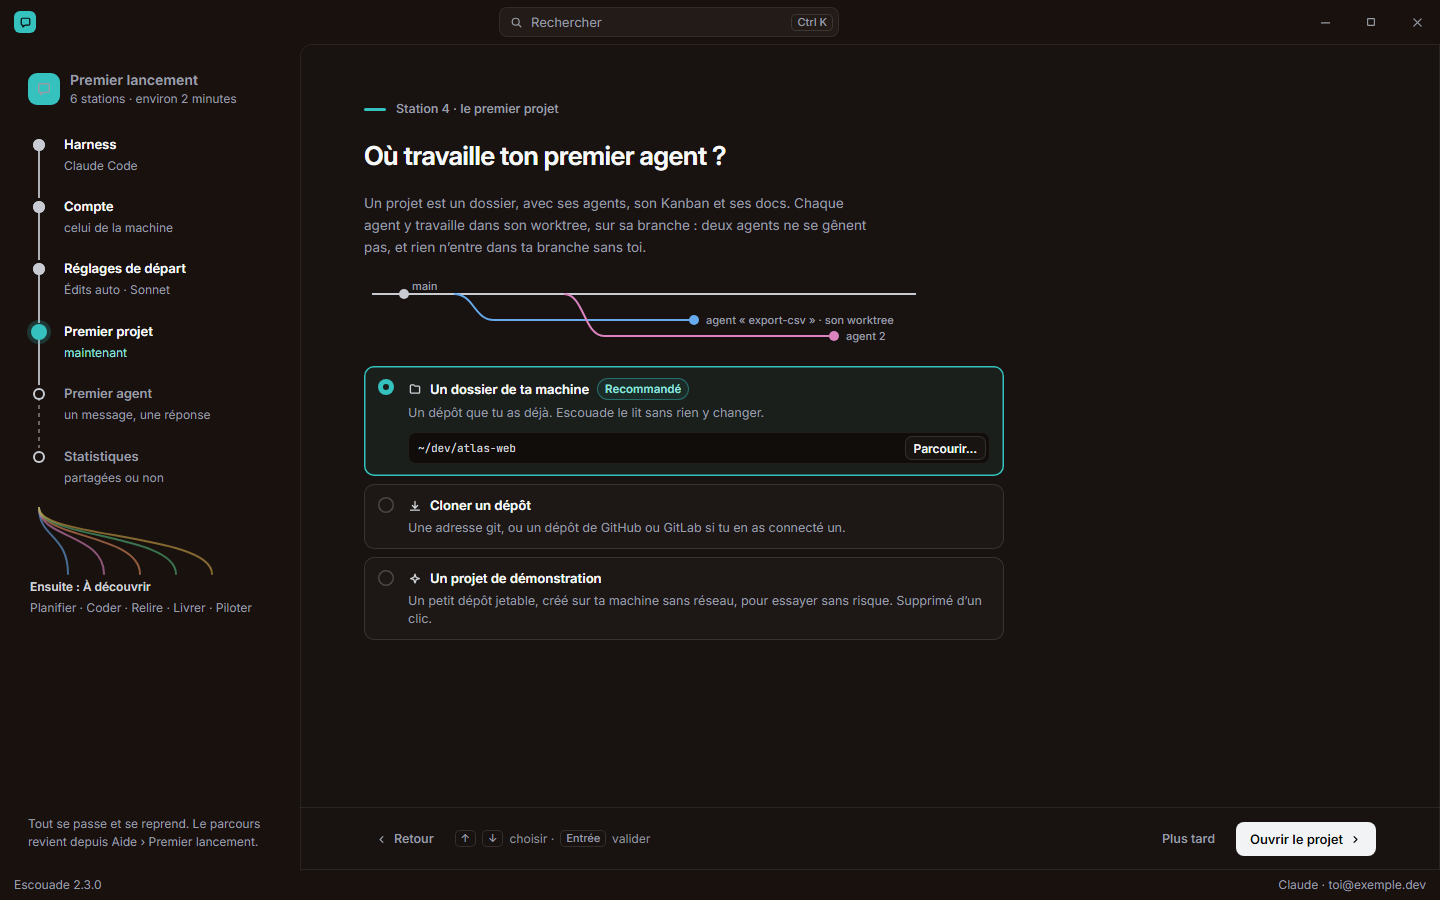 Rechercher
Ctrl K
Premier lancement
6 stations · environ 2 minutes
Harness
Claude Code
Compte
celui de la machine
Réglages de départ
Édits auto · Sonnet
Premier projet
maintenant
Premier agent
un message, une réponse
Statistiques
partagées ou non
Ensuite : À découvrir
Planifier · Coder · Relire · Livrer · Piloter
Tout se passe et se reprend. Le parcours
revient depuis Aide › Premier lancement.
Station 4 · le premier projet
Où travaille ton premier agent ?
Un projet est un dossier, avec ses agents, son Kanban et ses docs. Chaque
agent y travaille dans son worktree, sur sa branche : deux agents ne se gênent
pas, et rien n’entre dans ta branche sans toi.
main
agent « export-csv » · son worktree
agent 2
Un dossier de ta machine
Recommandé
Un dépôt que tu as déjà. Escouade le lit sans rien y changer.
~/dev/atlas-web
Parcourir...
Cloner un dépôt
Une adresse git, ou un dépôt de GitHub ou GitLab si tu en as connecté un.
Un projet de démonstration
Un petit dépôt jetable, créé sur ta machine sans réseau, pour essayer sans risque. Supprimé d’un
clic.
Retour
↑ ↓ choisir · Entrée valider
Plus tard
Ouvrir le projet
Escouade 2.3.0
Claude · toi@exemple.dev